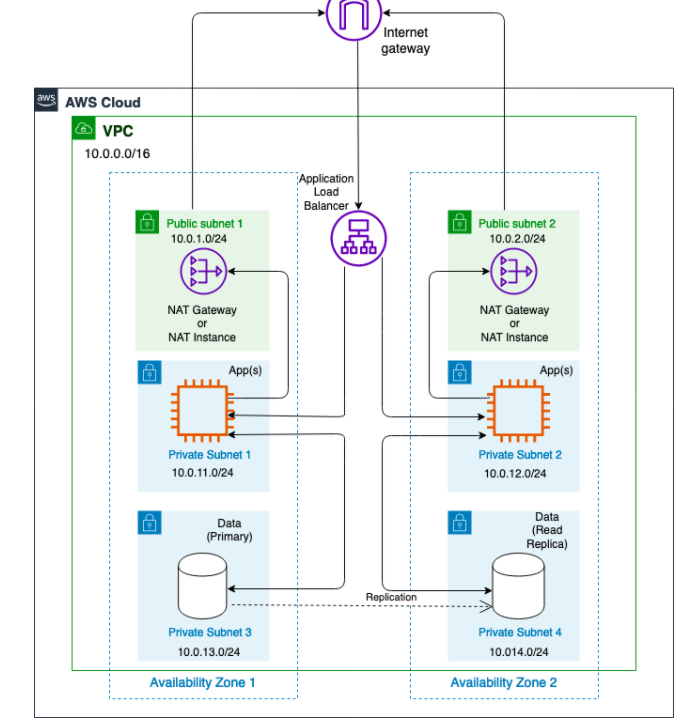 Internet
gateway
aws
AWS Cloud
VPC
10.0.0.0/16
Application
Load
Balancer
Public subnet 1
10.0.1.0/24
NAT Gateway
or
NAT Instance
Public subnet 2
10.0.2.0/24
NAT Gateway
or
NAT Instance
App(s)
Private Subnet 1
10.0.11.0/24
App(s)
Private Subnet 2
10.0.12.0/24
Data
(Primary)
Private Subnet 3
10.0.13.0/24
Replication
Data
(Read
Replica)
Private Subnet 4
10.014.0/24
Availability Zone 1
Availability Zone 2